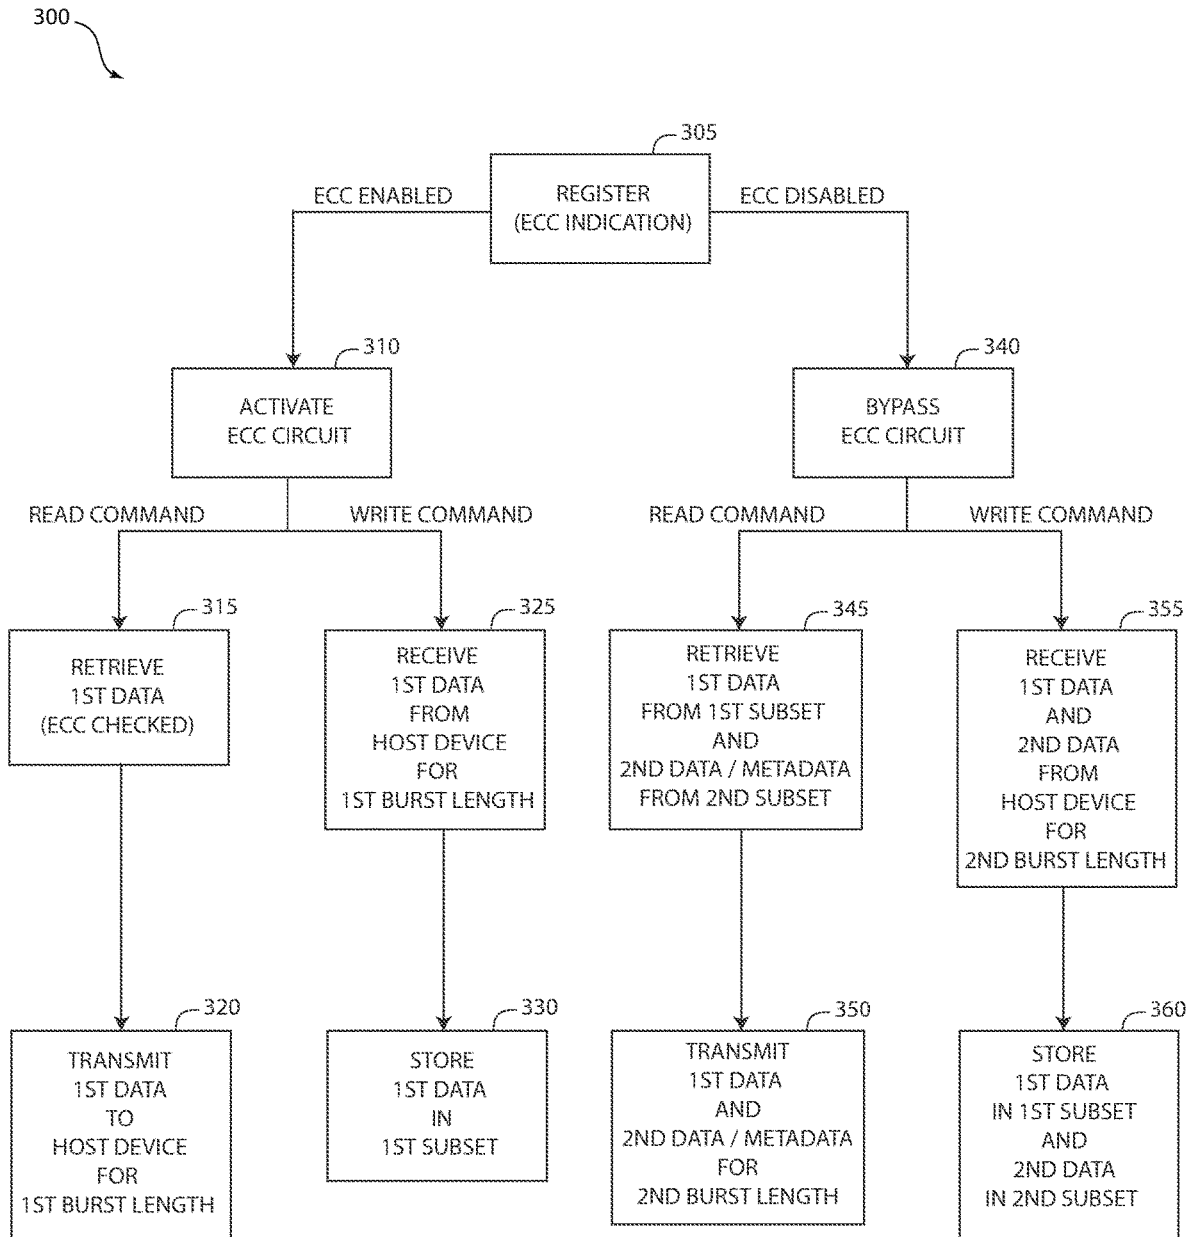 300
305
REGISTER
(ECC INDICATION)
ECC ENABLED
ECC DISABLED
310
ACTIVATE
ECC CIRCUIT
340
BYPASS
ECC CIRCUIT
READ COMMAND
WRITE COMMAND
READ COMMAND
WRITE COMMAND
315
RETRIEVE
1ST DATA
(ECC CHECKED)
325
RECEIVE
1ST DATA
FROM
HOST DEVICE
FOR
1ST BURST LENGTH
345
RETRIEVE
1ST DATA
FROM 1ST SUBSET
AND
2ND DATA / METADATA
FROM 2ND SUBSET
355
RECEIVE
1ST DATA
AND
2ND DATA
FROM
HOST DEVICE
FOR
2ND BURST LENGTH
320
TRANSMIT
1ST DATA
TO
HOST DEVICE
FOR
1ST BURST LENGTH
330
STORE
1ST DATA
IN
1ST SUBSET
350
TRANSMIT
1ST DATA
AND
2ND DATA / METADATA
FOR
2ND BURST LENGTH
360
STORE
1ST DATA
IN 1ST SUBSET
AND
2ND DATA
IN 2ND SUBSET